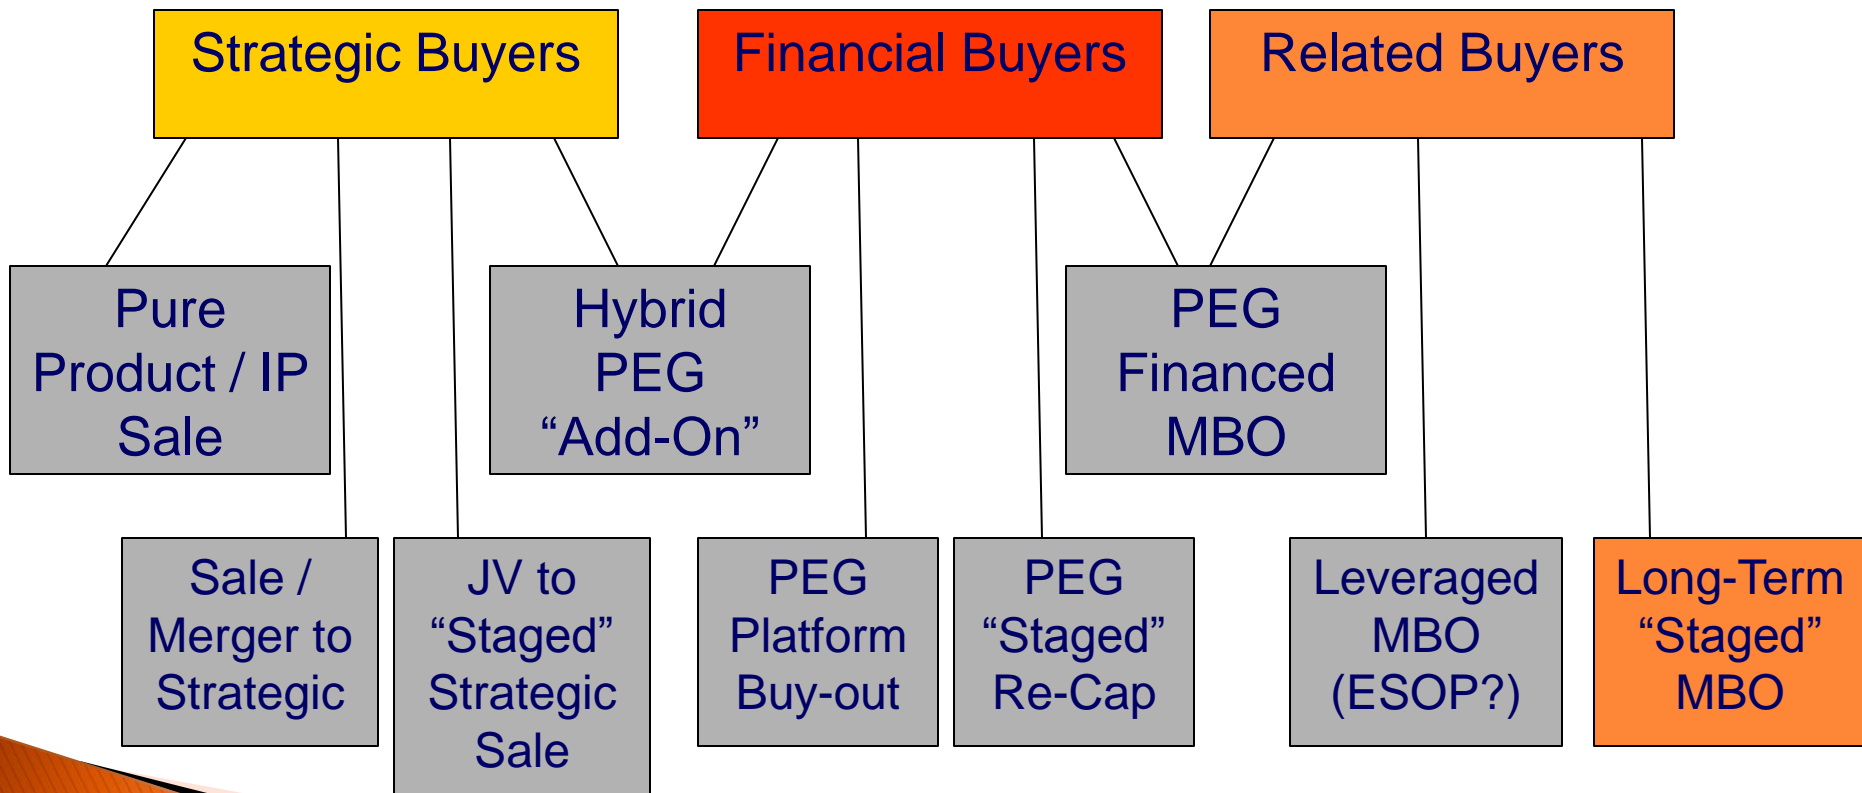 Strategic Buyers
Financial Buyers
Related Buyers
Pure
Product / IP
Sale
Hybrid
PEG
“Add-On”
PEG
Financed
MBO
Sale /
Merger to
Strategic
JV to
“Staged”
Strategic
Sale
PEG
Platform
Buy-out
PEG
“Staged”
Re-Cap
Leveraged
MBO
(ESOP?)
Long-Term
“Staged”
MBO